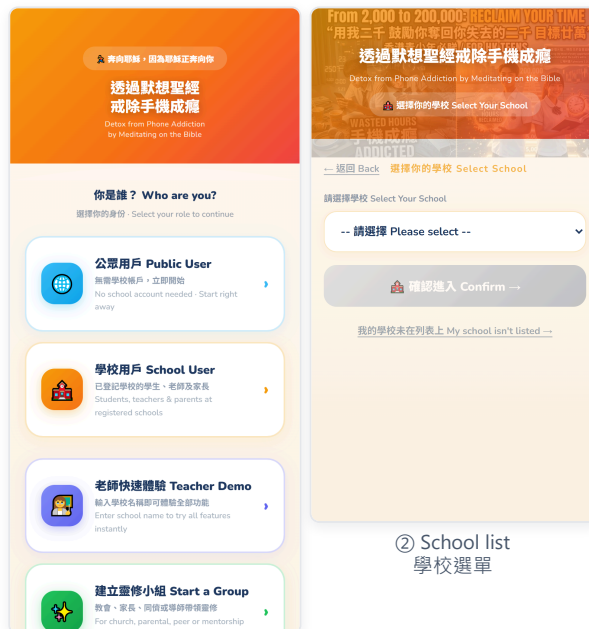 奔向耶穌，因為耶穌正奔向你
透過默想聖經
戒除手機成癮
Detox from Phone Addiction
by Meditating on the Bible
你是誰？ Who are you?
選擇你的身份 · Select your role to continue
公眾用戶 Public User
無需學校帳戶，立即開始
No school account needed · Start right
away
›
學校用戶 School User
已登記學校的學生、老師及家長
Students, teachers & parents at
registered schools
›
老師快速體驗 Teacher Demo
輸入學校名稱即可體驗全部功能
Enter school name to try all features
instantly
›
建立靈修小組 Start a Group
教會、家長、同儕或導師帶領靈修
For church, parental, peer or mentorship
›
From 2,000 to 200,000: RECLAIM YOUR TIME
“用我二千 鼓勵你奪回你失去的二千 目標廿萬
透過默想聖經戒除手機成癮
Detox from Phone Addiction by Meditating on the Bible
選擇你的學校 Select Your School
WASTED HOURS
手機成癮
ADDICTED
← 返回 Back 選擇你的學校 Select School
請選擇學校 Select Your School
-- 請選擇 Please select --
確認進入 Confirm →
我的學校未在列表上 My school isn't listed →
② School list
學校選單